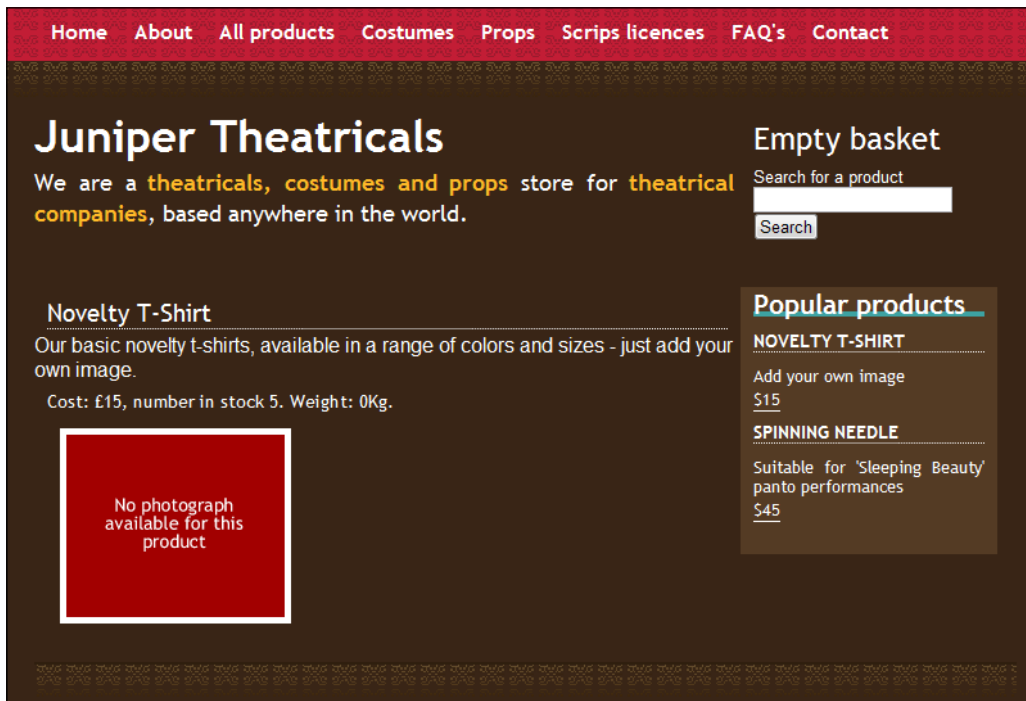 Home About All products Costumes Props Scrips licences FAQ's Contact
Juniper Theatricals
We are a theatricals, costumes and props store for theatrical
companies, based anywhere in the world.
Empty basket
Search for a product
Search
Novelty T-Shirt
Our basic novelty t-shirts, available in a range of colors and sizes - just add your
own image.
Cost: £15, number in stock 5. Weight: 0Kg.
No photograph
available for this
product
Popular products
NOVELTY T-SHIRT
Add your own image
$15
SPINNING NEEDLE
Suitable for 'Sleeping Beauty'
panto performances
$45